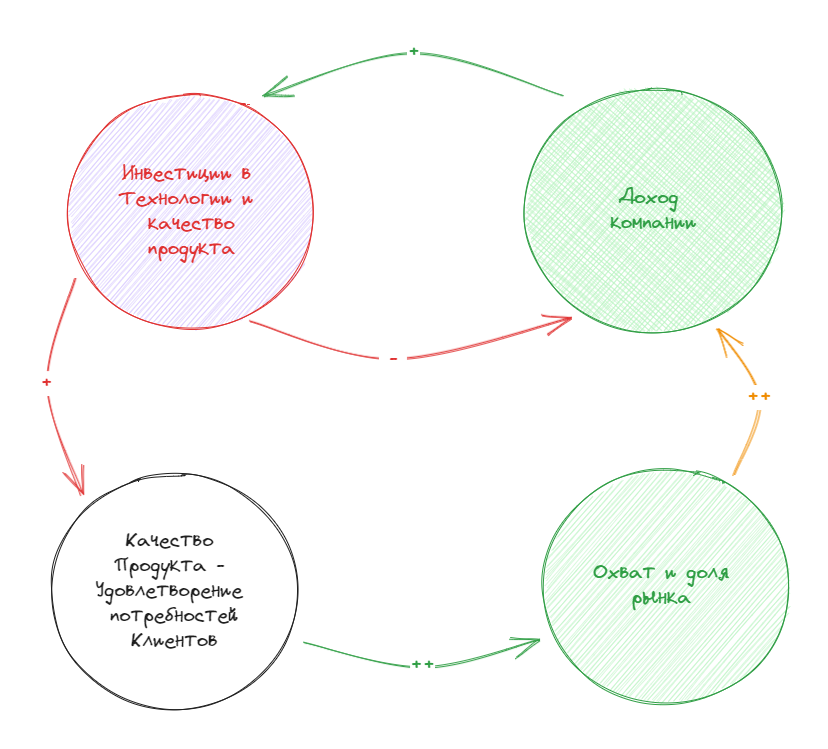 +
Инвестиции в
Технологии и
качество
продукта
Доход
компании
-
+
++
Качество
Продукта -
Удовлетворение
потребностей
Клиентов
Охват и доля
рынка
++